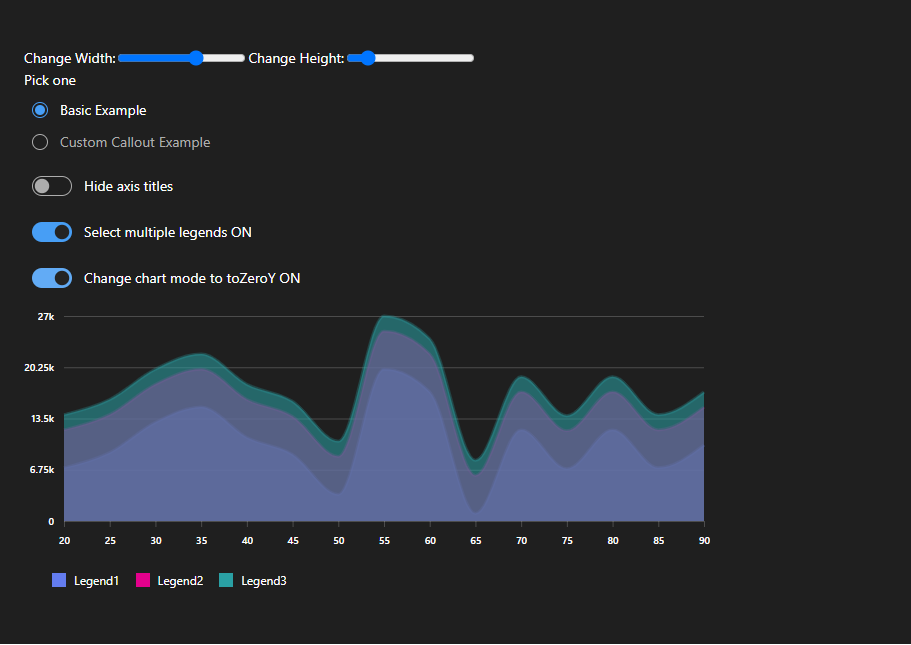 Change Width: Change Height:
Pick one
Basic Example
Custom Callout Example
Hide axis titles
Select multiple legends ON
Change chart mode to toZeroY ON
27k
20.25k
13.5k
6.75k
0
20 25 30 35 40 45 50 55 60 65 70 75 80 85 90
Legend1 Legend2 Legend3